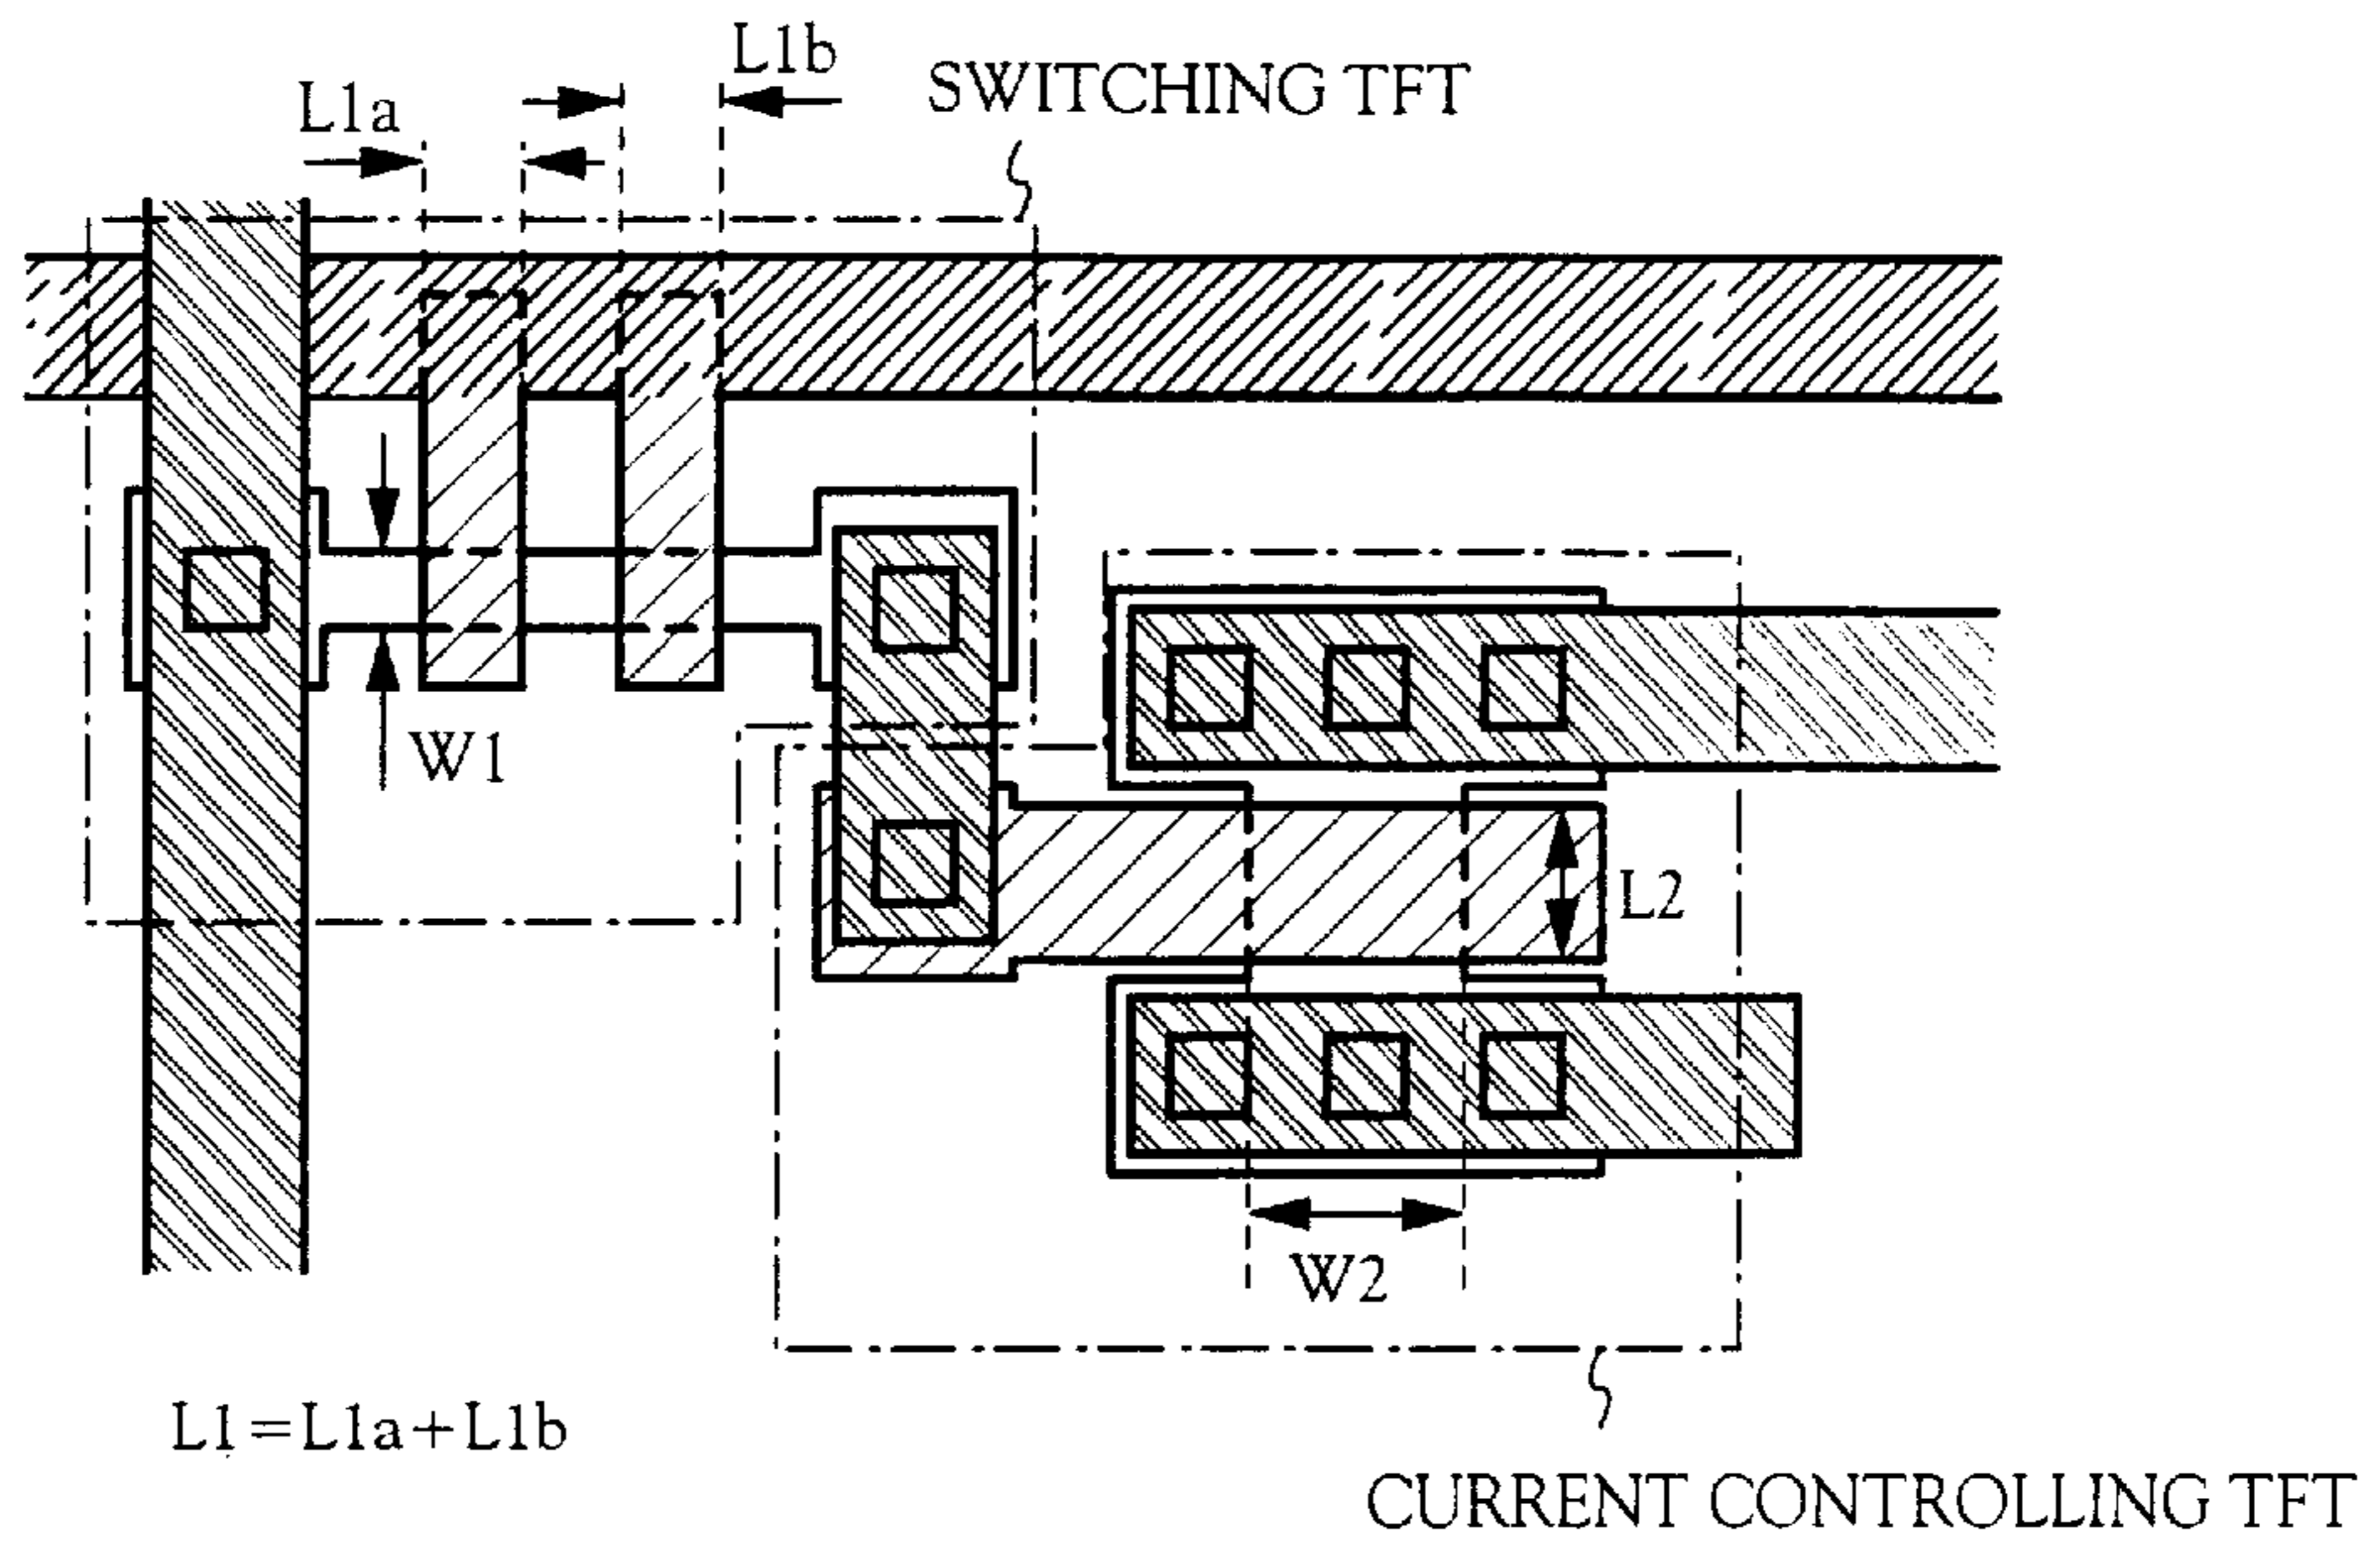 L1b
SWITCHING TFT
L1a
W1
L2
W2
L1=L1a+L1b
CURRENT CONTROLLING TFT